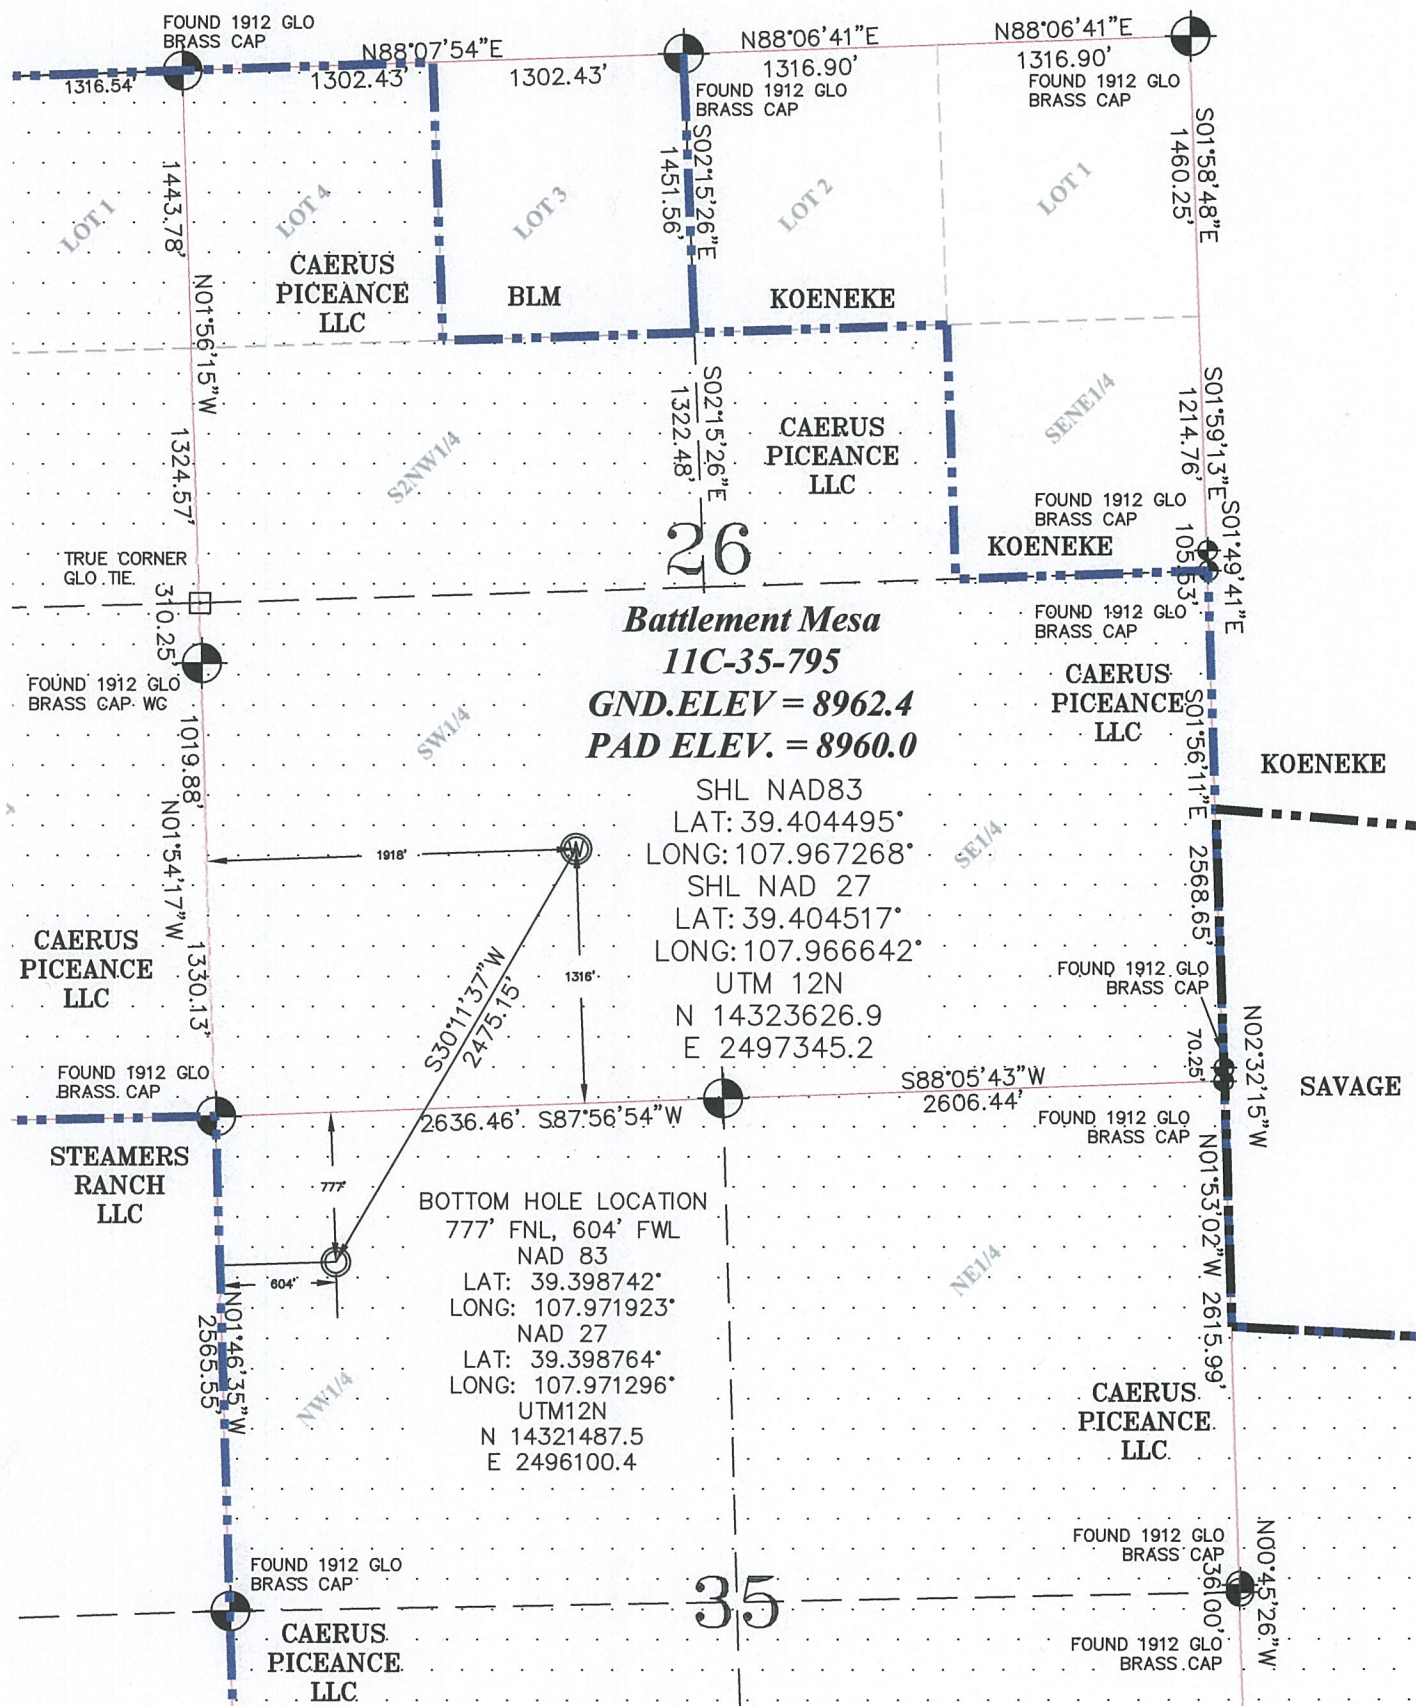 FOUND 1912 GLO
BRASS CAP
N88°07'54"E
N88°06'41"E
N88°06'41"E
1316.54'
1302.43'
1302.43'
1316.90'
1316.90'
FOUND 1912 GLO
BRASS CAP
FOUND 1912 GLO
BRASS CAP
1443.78'
S02°15'26"E
1451.56'
S01°58'48"E
1460.25'
LOT 1
LOT 4
LOT 3
LOT 2
LOT 1
CAERUS
PICEANCE
LLC
BLM
KOENEKE
N01°56'15"W
1324.57'
S2NW1/4
S02°15'26"E
1322.48'
CAERUS
PICEANCE
LLC
SENE1/4
S01°59'13"E
1214.76'
FOUND 1912 GLO
BRASS CAP
S01°49'41"E
105.53'
KOENEKE
26
TRUE CORNER
GLO TIE
310.25'
FOUND 1912 GLO
BRASS CAP
FOUND 1912 GLO
BRASS CAP WC
Battlement Mesa
11C-35-795
GND.ELEV = 8962.4
PAD ELEV. = 8960.0
CAERUS
PICEANCE
LLC
SW1/4
1019.88'
N01°54'17"W
1330.13'
S01°56'11"E
2568.65'
KOENEKE
SHL NAD83
LAT: 39.404495°
LONG: 107.967268°
SHL NAD 27
LAT: 39.404517°
LONG: 107.966642°
UTM 12N
N 14323626.9
E 2497345.2
SE1/4
1918'
W
1316'
CAERUS
PICEANCE
LLC
S30°11'37"W
2475.15'
FOUND 1912 GLO
BRASS CAP
70.25'
N02°32'15"W
SAVAGE
FOUND 1912 GLO
BRASS CAP
2636.46' S87°56'54"W
S88°05'43"W
2606.44'
FOUND 1912 GLO
BRASS CAP
STEAMERS
RANCH
LLC
777'
604'
BOTTOM HOLE LOCATION
777' FNL, 604' FWL
NAD 83
LAT: 39.398742°
LONG: 107.971923°
NAD 27
LAT: 39.398764°
LONG: 107.971296°
UTM12N
N 14321487.5
E 2496100.4
N01°53'02"W 2615.99'
NE1/4
N01°46'35"W
2565.55'
NW1/4
CAERUS
PICEANCE
LLC
FOUND 1912 GLO
BRASS CAP
FOUND 1912 GLO
BRASS CAP
N00°45'26"W
36.00'
35
CAERUS
PICEANCE
LLC
FOUND 1912 GLO
BRASS CAP